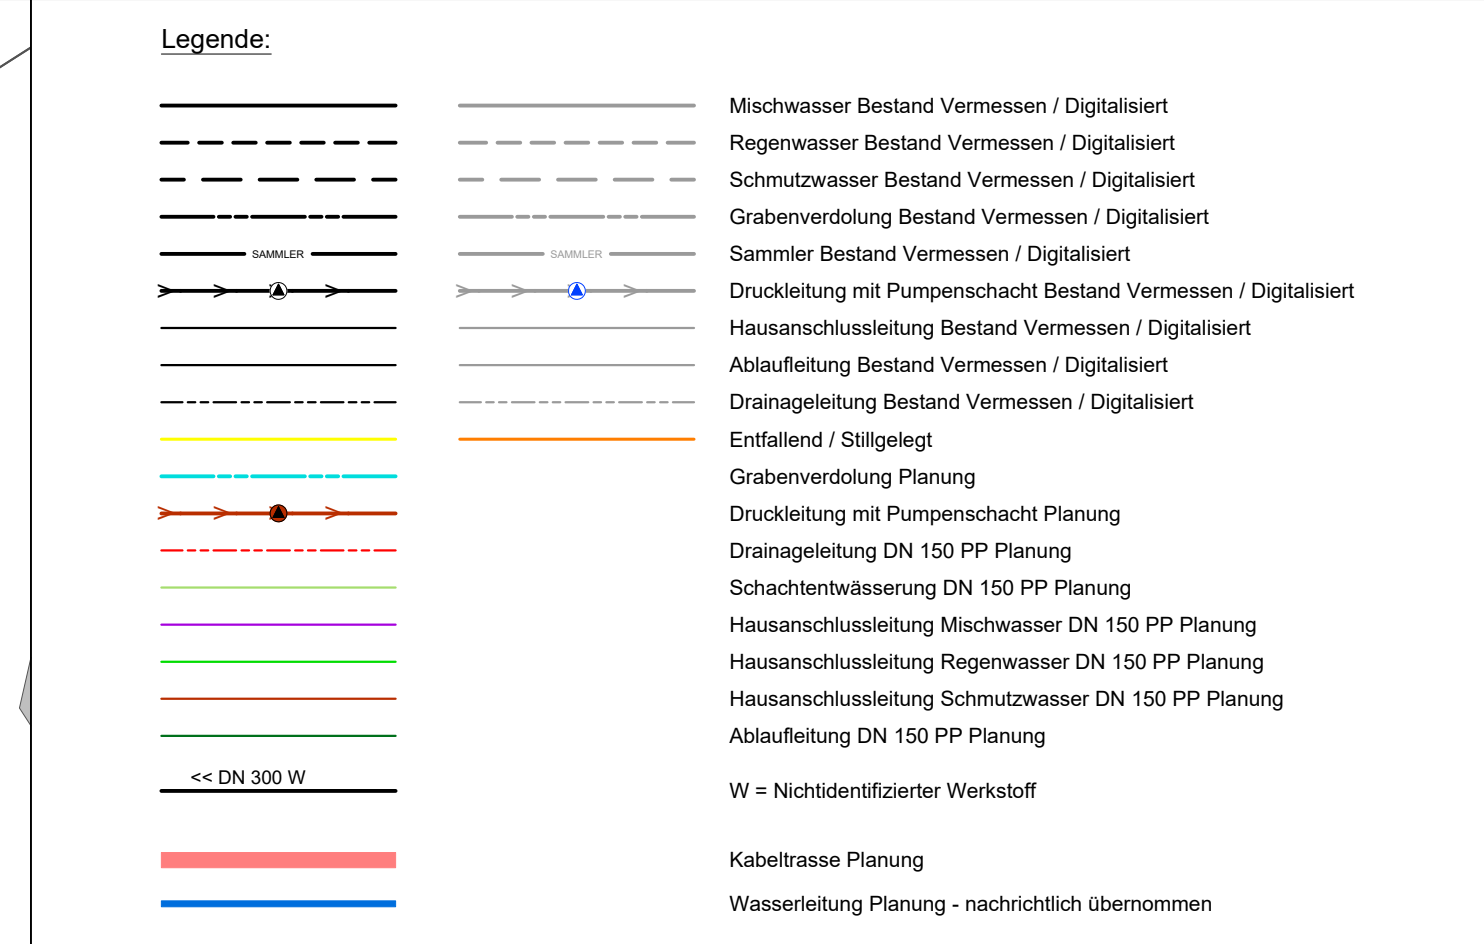 Legende:
Mischwasser Bestand Vermessen / Digitalisiert
Regenwasser Bestand Vermessen / Digitalisiert
Schmutzwasser Bestand Vermessen / Digitalisiert
Grabenverdolung Bestand Vermessen / Digitalisiert
SAMMLER SAMMLER Sammler Bestand Vermessen / Digitalisiert
Druckleitung mit Pumpenschacht Bestand Vermessen / Digitalisiert
Hausanschlussleitung Bestand Vermessen / Digitalisiert
Ablaufleitung Bestand Vermessen / Digitalisiert
Drainageleitung Bestand Vermessen / Digitalisiert
Entfallend / Stillgelegt
Grabenverdolung Planung
Druckleitung mit Pumpenschacht Planung
Drainageleitung DN 150 PP Planung
Schachtentwässerung DN 150 PP Planung
Hausanschlussleitung Mischwasser DN 150 PP Planung
Hausanschlussleitung Regenwasser DN 150 PP Planung
Hausanschlussleitung Schmutzwasser DN 150 PP Planung
Ablaufleitung DN 150 PP Planung
<< DN 300 W
W = Nichtidentifizierter Werkstoff
Kabeltrasse Planung
Wasserleitung Planung - nachrichtlich übernommen